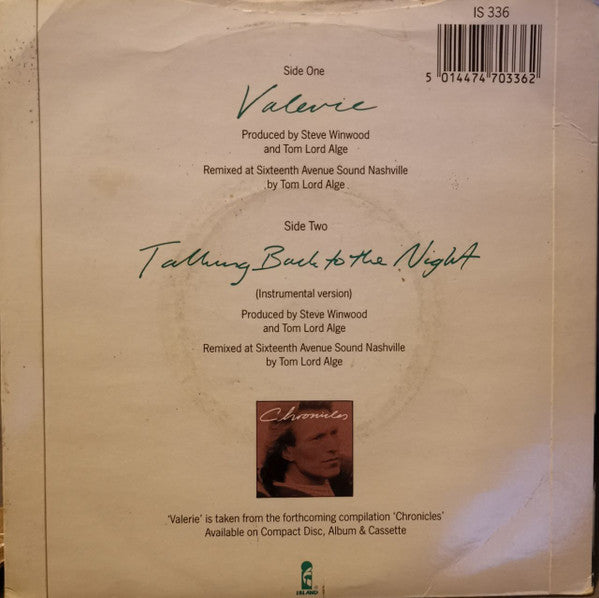 IS 336
5 014474 703362
Side One
Valerie
Produced by Steve Winwood
and Tom Lord Alge
Remixed at Sixteenth Avenue Sound Nashville
by Tom Lord Alge
Side Two
Talking Back to the Night
(Instrumental version)
Produced by Steve Winwood
and Tom Lord Alge
Remixed at Sixteenth Avenue Sound Nashville
by Tom Lord Alge
Chronicles
'Valerie' is taken from the forthcoming compilation 'Chronicles'
Available on Compact Disc, Album & Cassette
ISLAND